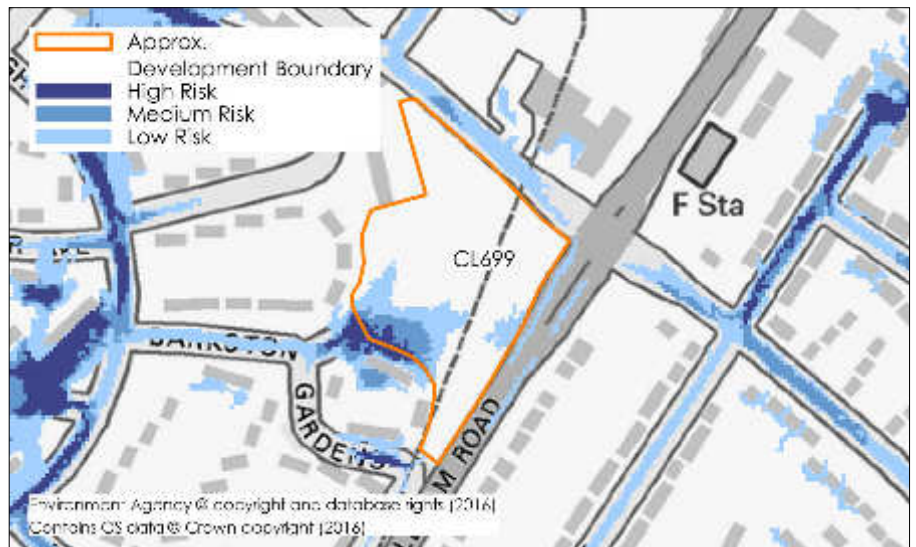 Approx.
Development Boundary
High Risk
Medium Risk
Low Risk
F Sta
CL699
GARDENS
M ROAD
Environment Agency © copyright and database rights (2016)
Contains OS data © Crown copyright (2016)